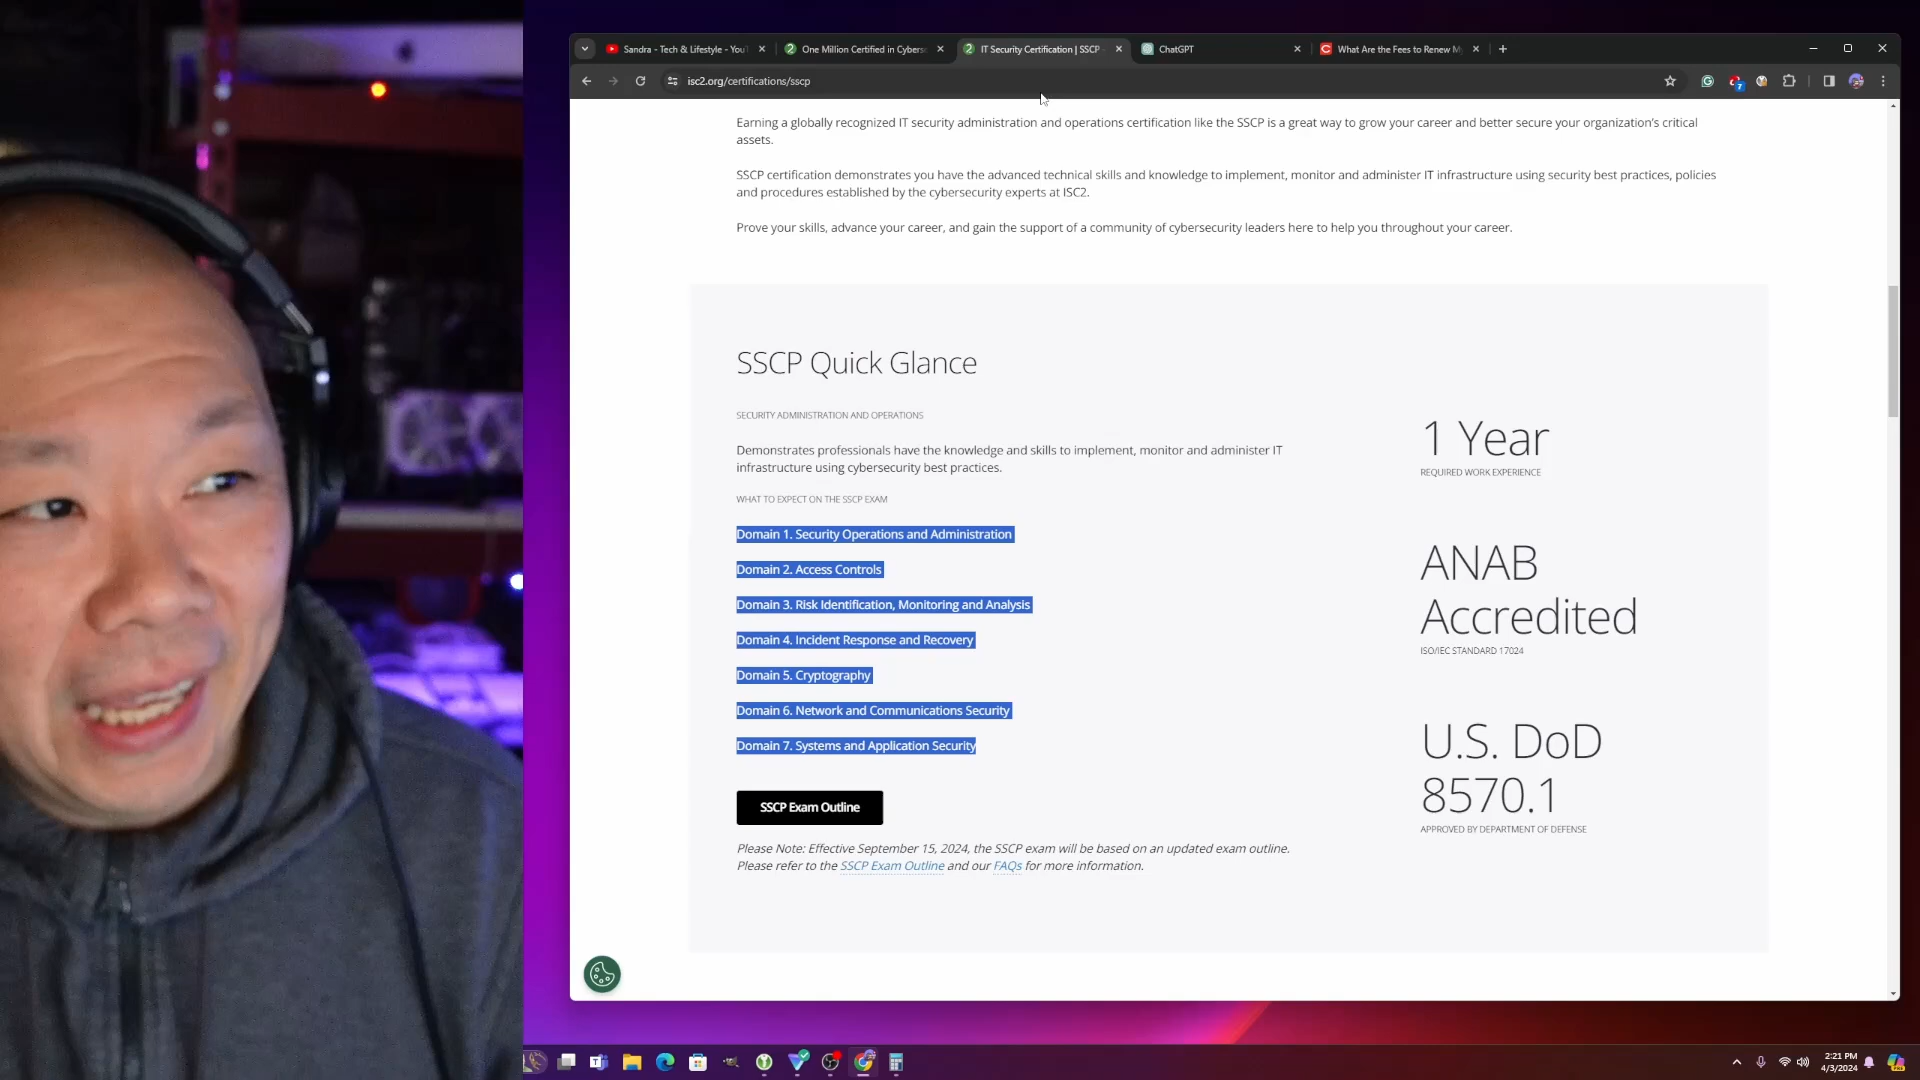 Sandra - Tech & Lifestyle - You
One Million Certified in Cybers
IT Security Certification | SSCP
ChatGPT
What Are the Fees to Renew M
isc2.org/certifications/sscp
7
Earning a globally recognized IT security administration and operations certification like the SSCP is a great way to grow your career and better secure your organization's critical
assets.
SSCP certification demonstrates you have the advanced technical skills and knowledge to implement, monitor and administer IT infrastructure using security best practices, policies
and procedures established by the cybersecurity experts at ISC2.
Prove your skills, advance your career, and gain the support of a community of cybersecurity leaders here to help you throughout your career.
SSCP Quick Glance
SECURITY ADMINISTRATION AND OPERATIONS
Demonstrates professionals have the knowledge and skills to implement, monitor and administer IT
infrastructure using cybersecurity best practices.
WHAT TO EXPECT ON THE SSCP EXAM
Domain 1. Security Operations and Administration
Domain 2. Access Controls
Domain 3. Risk Identification, Monitoring and Analysis
Domain 4. Incident Response and Recovery
Domain 5. Cryptography
Domain 6. Network and Communications Security
Domain 7. Systems and Application Security
SSCP Exam Outline
Please Note: Effective September 15, 2024, the SSCP exam will be based on an updated exam outline.
Please refer to the SSCP Exam Outline and our FAQs for more information.
1 Year
REQUIRED WORK EXPERIENCE
ANAB
Accredited
ISO/IEC STANDARD 17024
U.S. DoD
8570.1
APPROVED BY DEPARTMENT OF DEFENSE
2:21 PM
4/3/2024